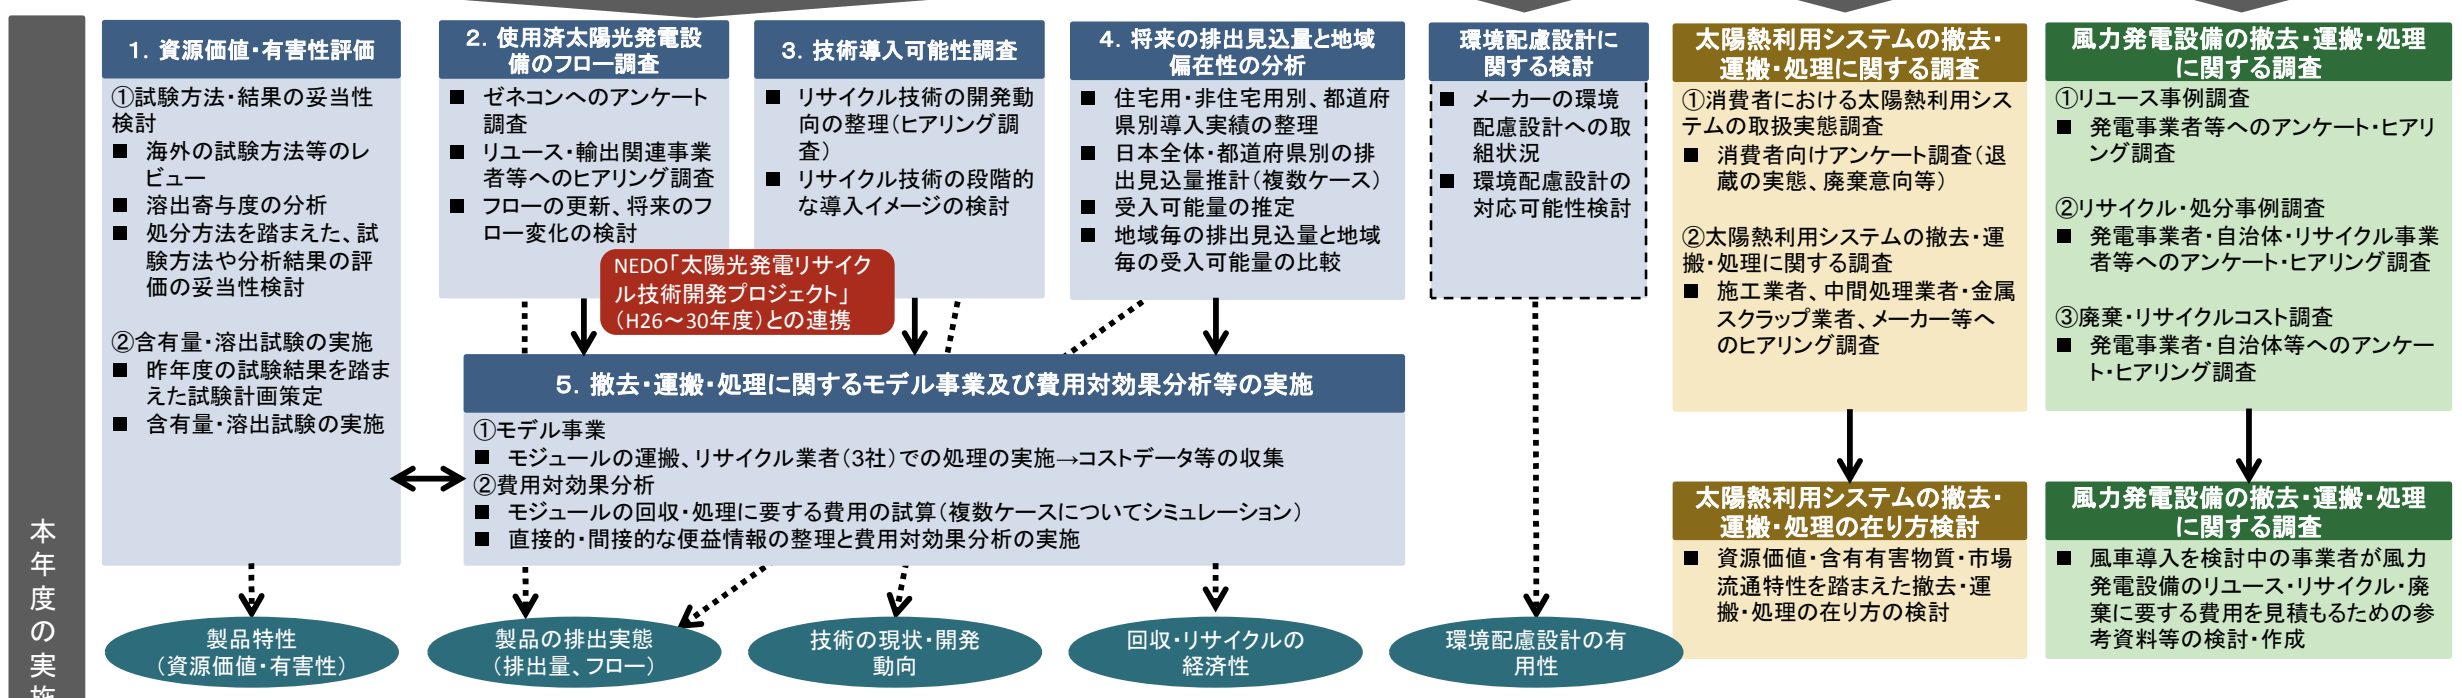 本年度の実施
1．資源価値・有害性評価
①試験方法・結果の妥当性
検討
■ 海外の試験方法等のレ
ビュー
■ 溶出寄与度の分析
■ 処分方法を踏まえた、試
験方法や分析結果の評
価の妥当性検討
②含有量・溶出試験の実施
■ 昨年度の試験結果を踏ま
えた試験計画策定
■ 含有量・溶出試験の実施
2．使用済太陽光発電設
備のフロー調査
■ ゼネコンへのアンケート
調査
■ リユース・輸出関連事業
者等へのヒアリング調査
■ フローの更新、将来のフ
ロー変化の検討
3．技術導入可能性調査
■ リサイクル技術の開発動
向の整理（ヒアリング調
査）
■ リサイクル技術の段階的
な導入イメージの検討
NEDO「太陽光発電リサイク
ル技術開発プロジェクト」
（H26～30年度）との連携
4．将来の排出見込量と地域
偏在性の分析
■ 住宅用・非住宅用別、都道府
県別導入実績の整理
■ 日本全体・都道府県別の排
出見込量推計（複数ケース）
■ 受入可能量の推定
■ 地域毎の排出見込量と地域
毎の受入可能量の比較
環境配慮設計に
関する検討
■ メーカーの環境
配慮設計への取
組状況
■ 環境配慮設計の
対応可能性検討
5．撤去・運搬・処理に関するモデル事業及び費用対効果分析等の実施
①モデル事業
■ モジュールの運搬、リサイクル業者（3社）での処理の実施→コストデータ等の収集
②費用対効果分析
■ モジュールの回収・処理に要する費用の試算（複数ケースについてシミュレーション）
■ 直接的・間接的な便益情報の整理と費用対効果分析の実施
太陽熱利用システムの撤去・
運搬・処理に関する調査
①消費者における太陽熱利用シス
テムの取扱実態調査
■ 消費者向けアンケート調査（退
蔵の実態、廃棄意向等）
②太陽熱利用システムの撤去・運
搬・処理に関する調査
■ 施工業者、中間処理業者・金属
スクラップ業者、メーカー等へ
のヒアリング調査
太陽熱利用システムの撤去・
運搬・処理の在り方検討
■ 資源価値・含有有害物質・市場
流通特性を踏まえた撤去・運
搬・処理の在り方の検討
風力発電設備の撤去・運搬・処理
に関する調査
①リユース事例調査
■ 発電事業者等へのアンケート・ヒアリ
ング調査
②リサイクル・処分事例調査
■ 発電事業者・自治体・リサイクル事業
者等へのアンケート・ヒアリング調査
③廃棄・リサイクルコスト調査
■ 発電事業者・自治体等へのアンケー
ト・ヒアリング調査
風力発電設備の撤去・運搬・処理
に関する調査
■ 風車導入を検討中の事業者が風力
発電設備のリユース・リサイクル・廃
棄に要する費用を見積もるための参
考資料等の検討・作成
製品特性
（資源価値・有害性）
製品の排出実態
（排出量、フロー）
技術の現状・開発
動向
回収・リサイクルの
経済性
環境配慮設計の有
用性